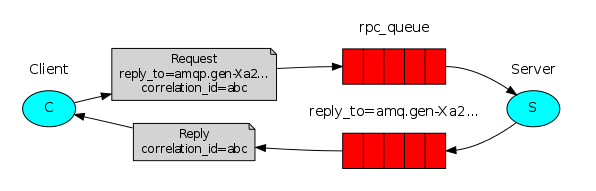 rpc_queue
Client
Request
reply_to=amqp.gen-Xa2...
correlation_id=abc
Server
C
S
reply_to=amq.gen-Xa2...
Reply
correlation_id=abc